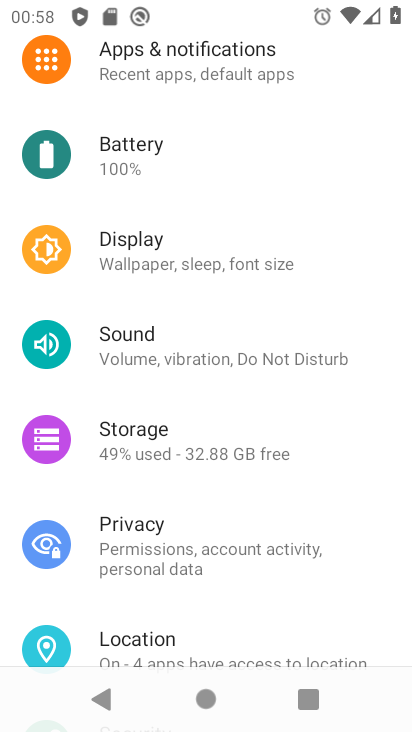 00:58
Apps & notifications
Recent apps, default apps
Battery
100%
Display
Wallpaper, sleep, font size
Sound
Volume, vibration, Do Not Disturb
Storage
49% used - 32.88 GB free
Privacy
Permissions, account activity,
personal data
Location
On - 4 apps have access to location
Security